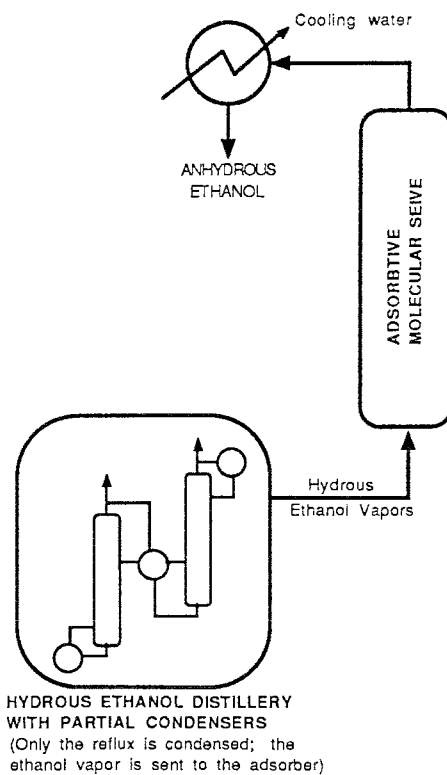 Cooling water
ANHYDROUS
ETHANOL
ADSORBTIVE
MOLECULAR SEIVE
Hydrous
Ethanol Vapors
HYDROUS ETHANOL DISTILLERY
WITH PARTIAL CONDENSERS
(Only the reflux is condensed; the
ethanol vapor is sent to the adsorber)